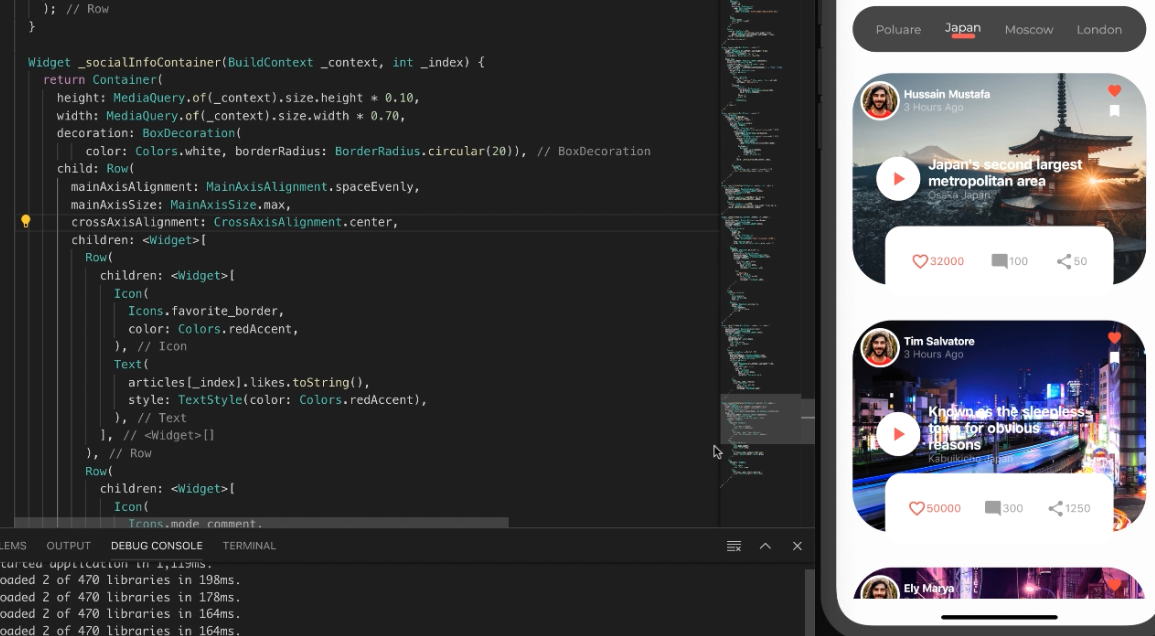 ); // Row
}
Widget _socialInfoContainer(BuildContext _context, int _index) {
return Container(
height: MediaQuery.of(_context).size.height * 0.10,
width: MediaQuery.of(_context).size.width * 0.70,
decoration: BoxDecoration(
color: Colors.white, borderRadius: BorderRadius.circular(20)), // BoxDecoration
child: Row(
mainAxisAlignment: MainAxisAlignment.spaceEvenly,
mainAxisSize: MainAxisSize.max,
crossAxisAlignment: CrossAxisAlignment.center,
children: <Widget>[
Row(
children: <Widget>[
Icon(
Icons.favorite_border,
color: Colors.redAccent,
), // Icon
Text(
articles[_index].likes.toString(),
style: TextStyle(color: Colors.redAccent),
), // Text
], // <Widget>[]
), // Row
Row(
children: <Widget>[
Icon(
Icons.mode_comment,
LEMS OUTPUT DEBUG CONSOLE TERMINAL
tarted application in 1,119ms.
oaded 2 of 470 libraries in 198ms.
oaded 2 of 470 libraries in 178ms.
oaded 2 of 470 libraries in 164ms.
oaded 2 of 470 libraries in 164ms.
Poluare Japan Moscow London
Hussain Mustafa
3 Hours Ago
Japan's second largest
metropolitan area
Osaka Japan
32000 100 50
Tim Salvatore
3 Hours Ago
Known as the sleepless
town for obvious
reasons
Kabuikicho Japan
50000 300 1250
Ely Marya